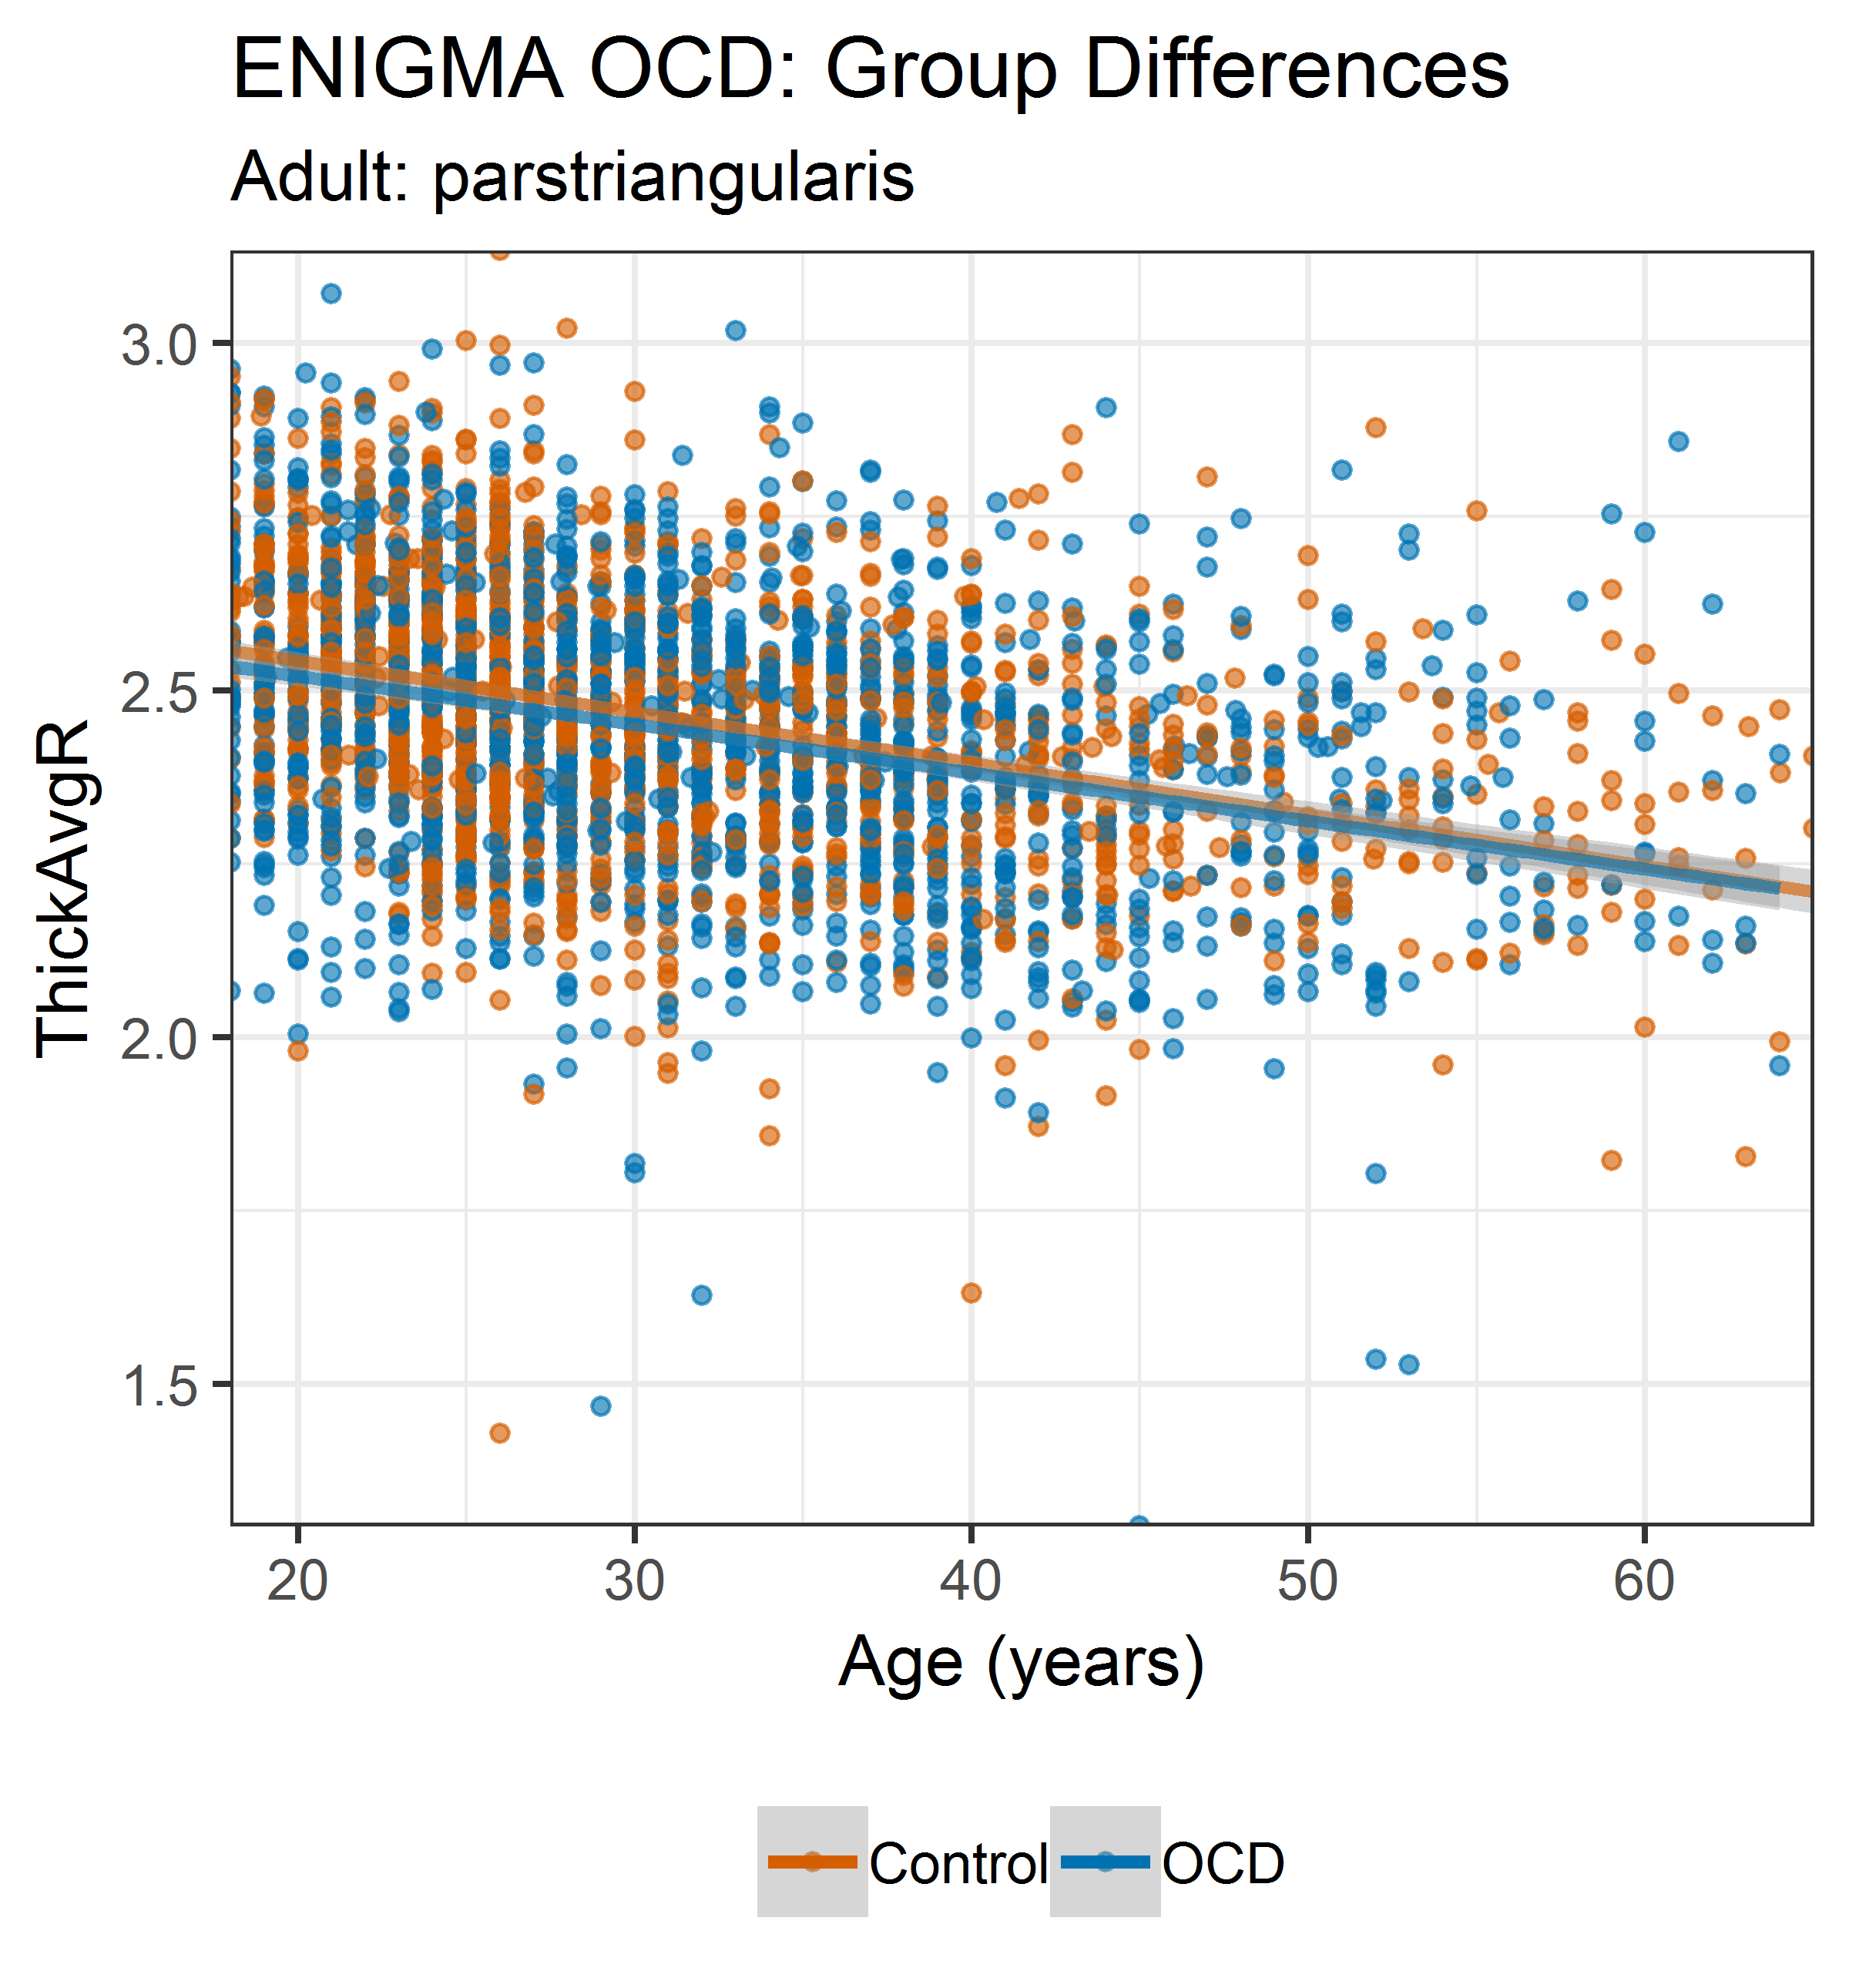 ENIGMA OCD: Group Differences
Adult: parstriangularis
ThickAvgR
3.0
2.5
2.0
1.5
20 30 40 50 60
Age (years)
Control OCD